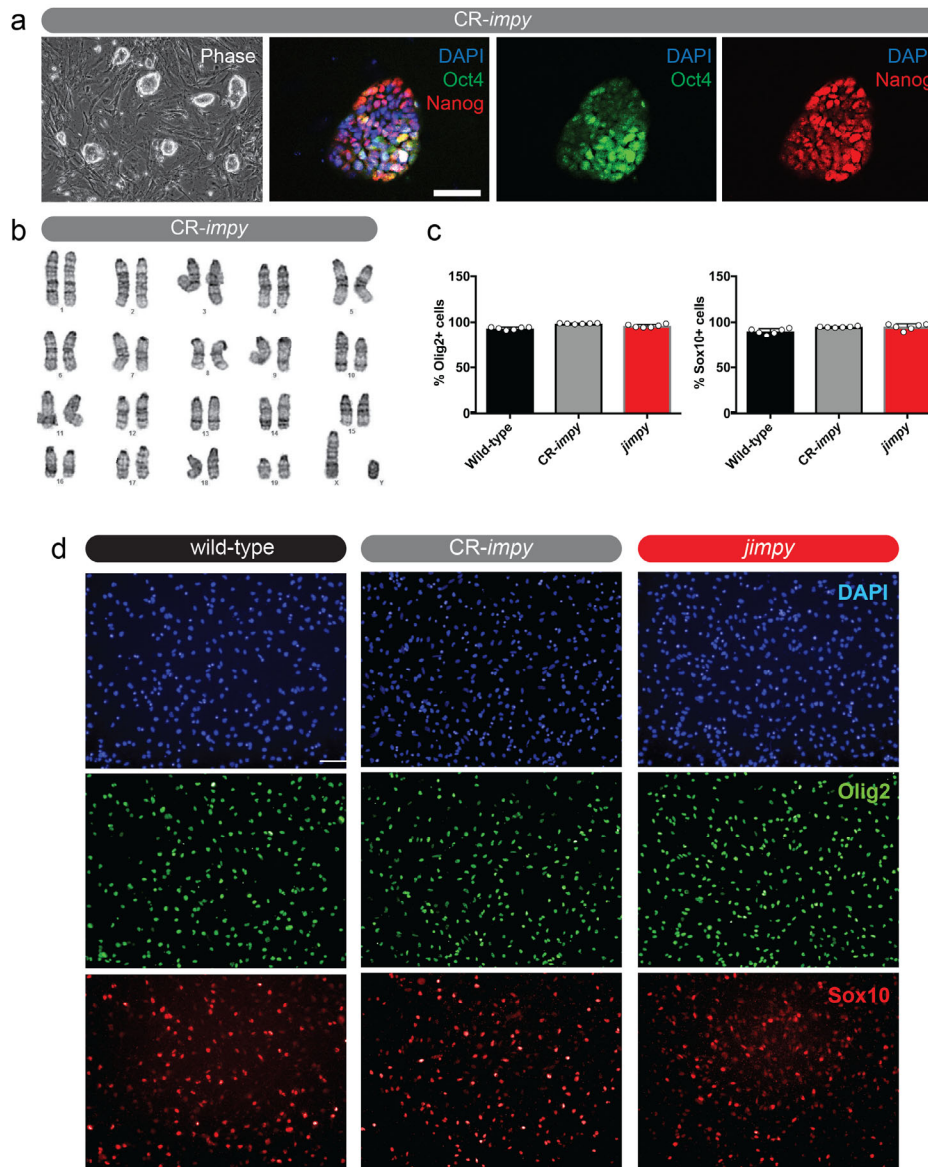 a
CR-impy
Phase
DAPI
Oct4
Nanog
DAPI
Oct4
DAP
Nanog
b
CR-impy
1 2 3 4 5
6 7 8 9 10
11 12 13 14 15
16 17 18 19 X Y
c
% Olig2+ cells
150
100
50
0
Wild-type
CR-impy
jimpy
% Sox10+ cells
150
100
50
0
Wild-type
CR-impy
jimpy
d
wild-type
CR-impy
jimpy
DAPI
Olig2
Sox10